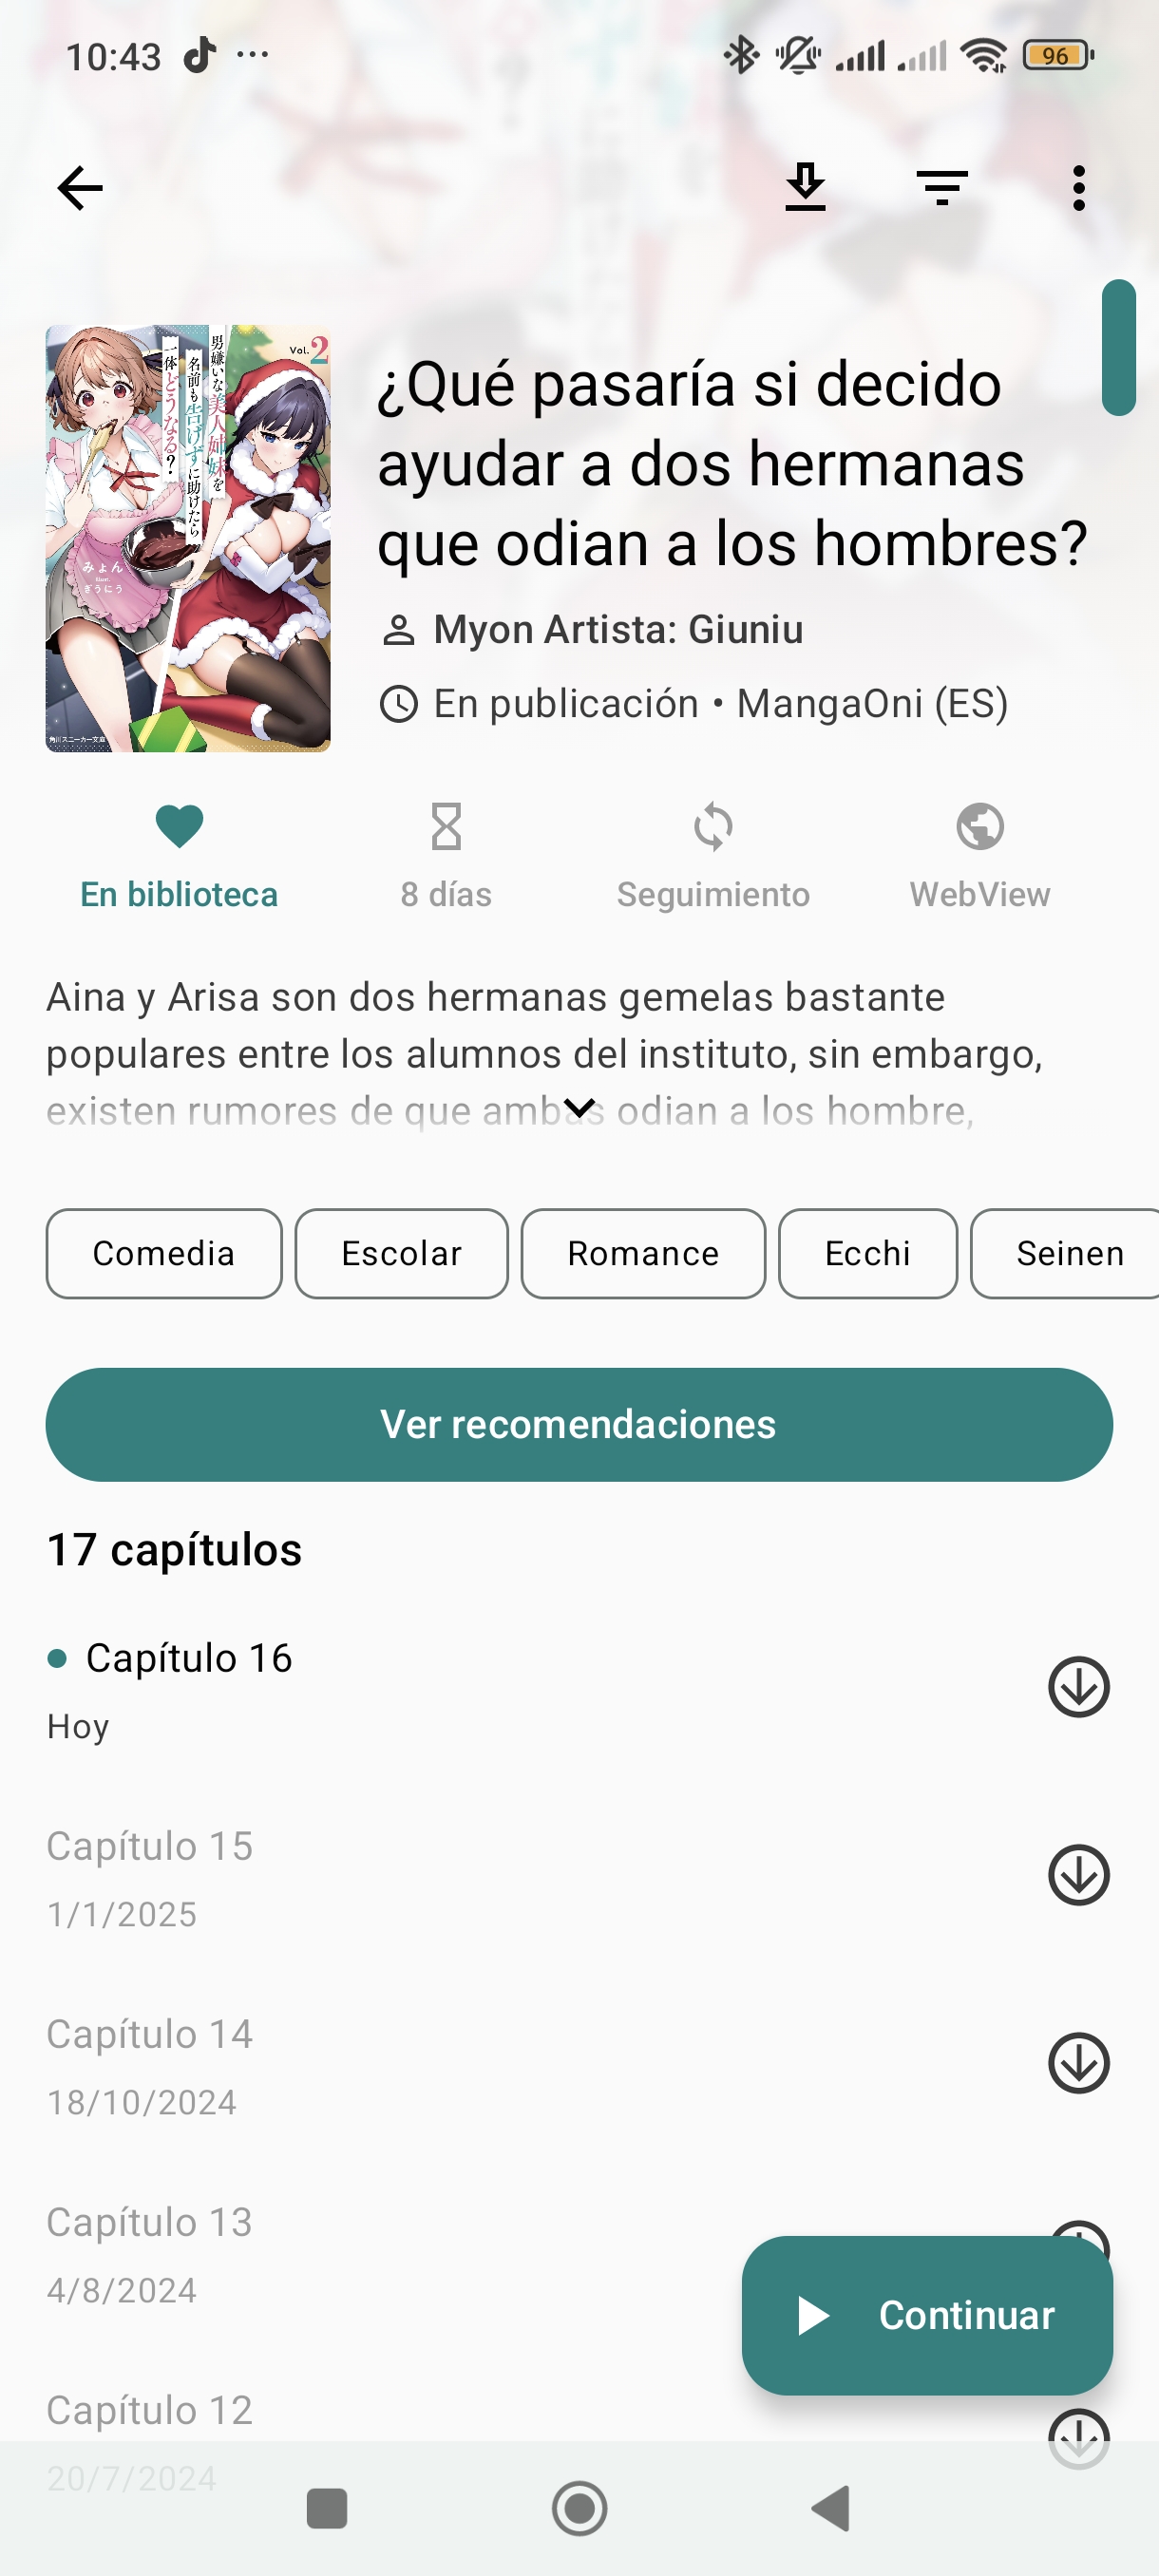 10:43
96
Vol.2
男嫌いな美人姉妹を
名前も告げずに助けたら
一体どうなる?
みょん
ぎうにう
角川スニーカー文庫
¿Qué pasaría si decido
ayudar a dos hermanas
que odian a los hombres?
Myon Artista: Giuniu
En publicación • MangaOni (ES)
En biblioteca
8 días
Seguimiento
WebView
Aina y Arisa son dos hermanas gemelas bastante
populares entre los alumnos del instituto, sin embargo,
existen rumores de que ambas odian a los hombre,
Comedia
Escolar
Romance
Ecchi
Seinen
Ver recomendaciones
17 capítulos
Capítulo 16
Hoy
Capítulo 15
1/1/2025
Capítulo 14
18/10/2024
Capítulo 13
4/8/2024
Continuar
Capítulo 12
20/7/2024